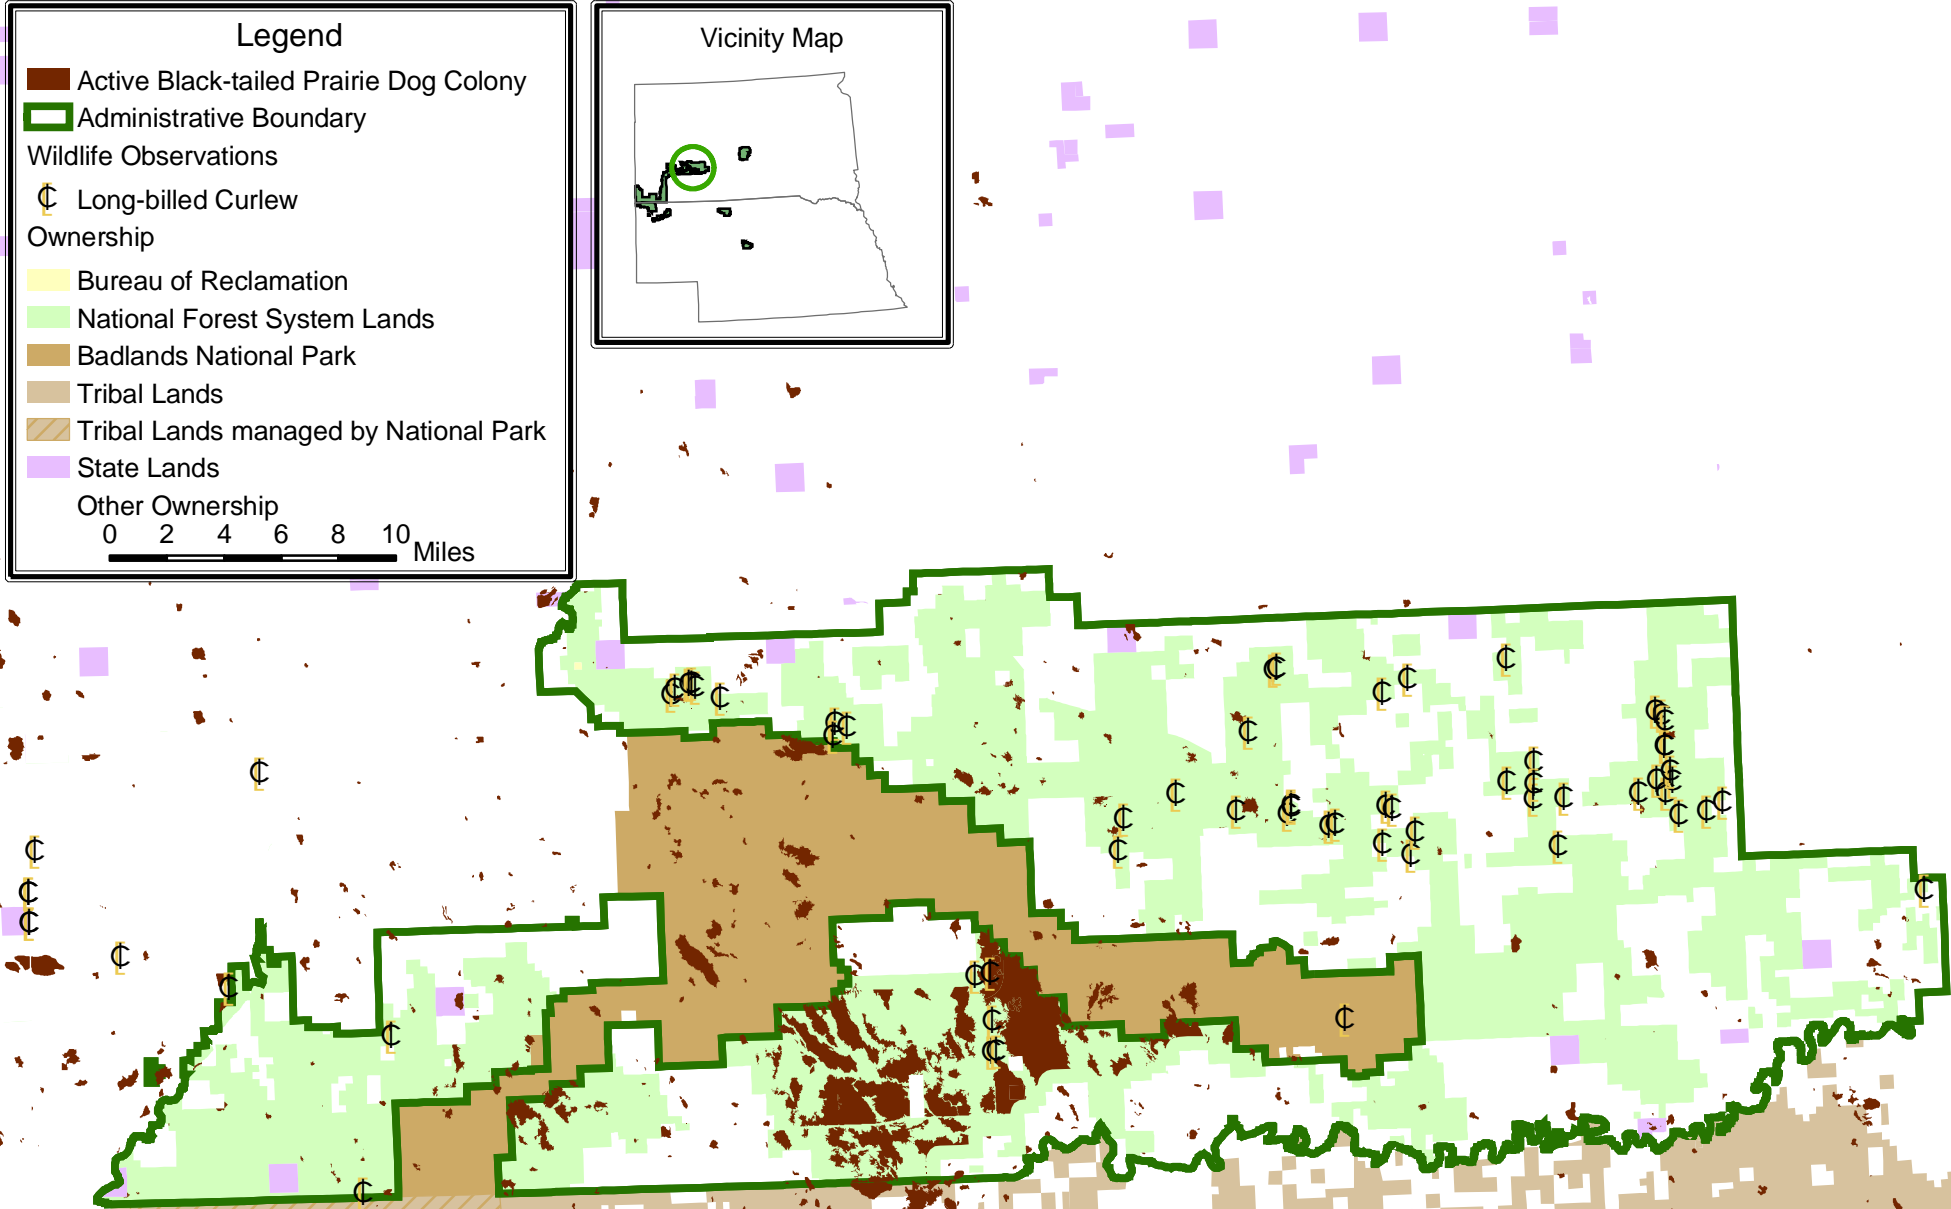 Legend
Active Black-tailed Prairie Dog Colony
Administrative Boundary
Wildlife Observations
Long-billed Curlew
Ownership
Bureau of Reclamation
National Forest System Lands
Badlands National Park
Tribal Lands
Tribal Lands managed by National Park
State Lands
Other Ownership
0 2 4 6 8 10
Miles
Vicinity Map